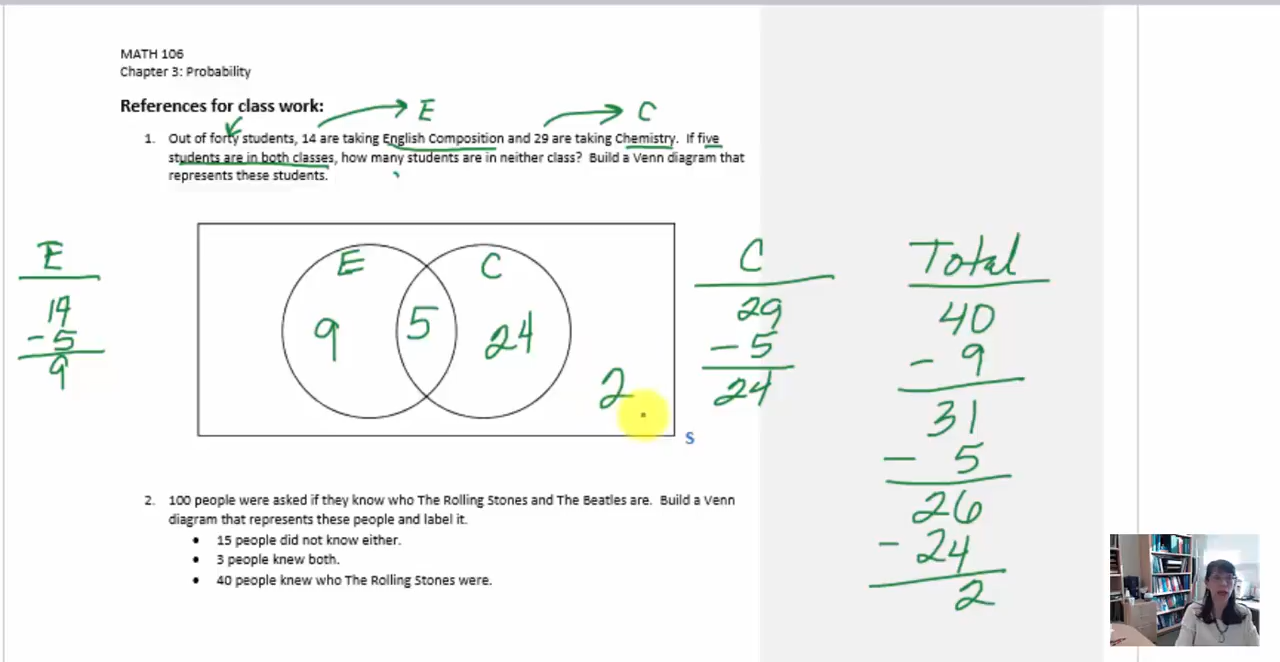 MATH 106
Chapter 3: Probability
References for class work:
E
C
1. Out of forty students, 14 are taking English Composition and 29 are taking Chemistry. If five
students are in both classes, how many students are in neither class? Build a Venn diagram that
represents these students.
E
14
- 5
9
E
C
9
5
24
2
S
C
29
- 5
24
Total
40
- 9
31
- 5
26
- 24
2
2. 100 people were asked if they know who The Rolling Stones and The Beatles are. Build a Venn
diagram that represents these people and label it.
• 15 people did not know either.
• 3 people knew both.
• 40 people knew who The Rolling Stones were.